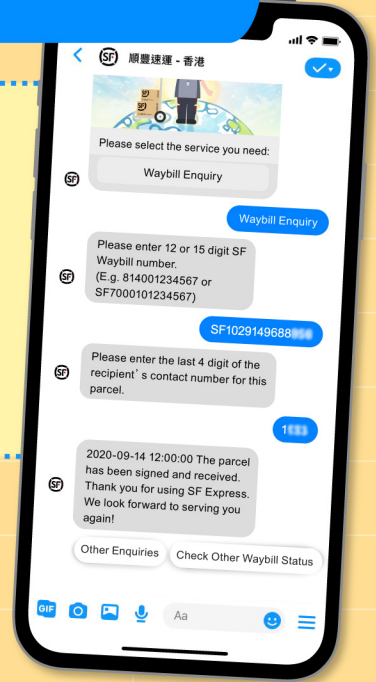 SF 順豐速運 - 香港
Please select the service you need:
Waybill Enquiry
Waybill Enquiry
Please enter 12 or 15 digit SF
Waybill number.
(E.g. 814001234567 or
SF7000101234567)
SF1029149688
Please enter the last 4 digit of the
recipient's contact number for this
parcel.
1
2020-09-14 12:00:00 The parcel
has been signed and received.
Thank you for using SF Express.
We look forward to serving you
again!
Other Enquiries
Check Other Waybill Status
GIF
Aa